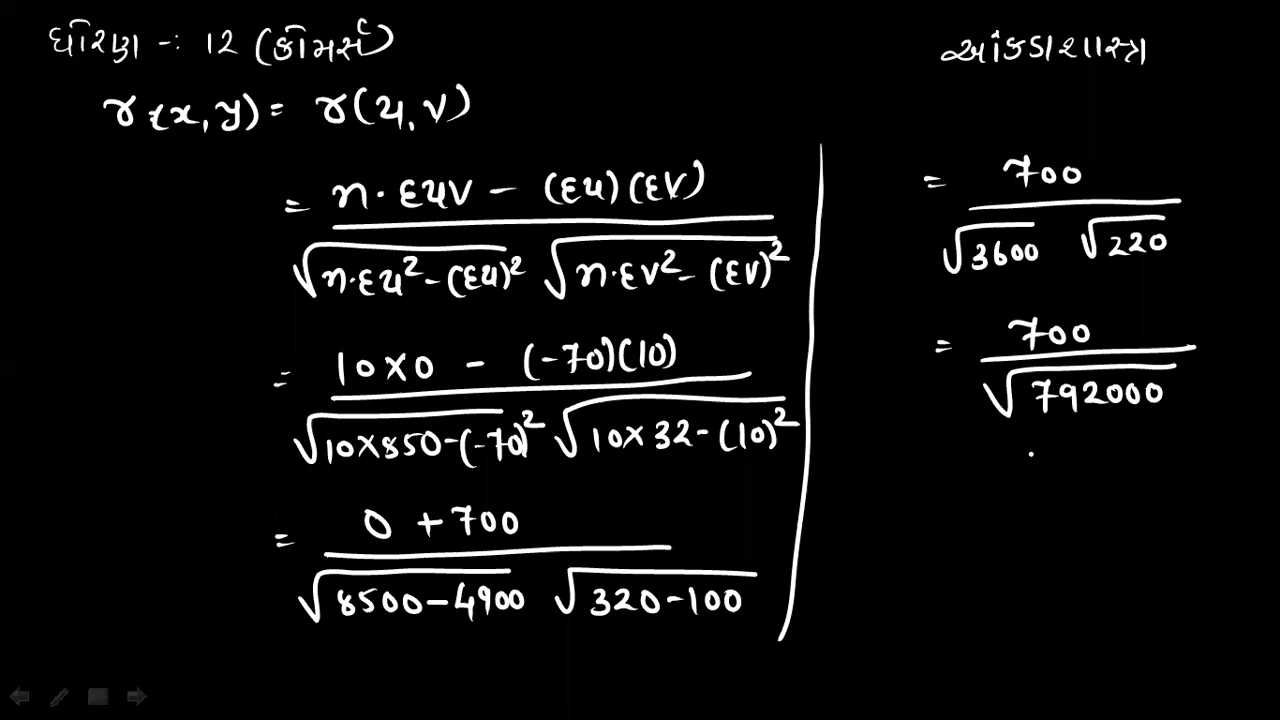 ધોરણ -: 12 (કોમર્સ)
આંકડાશાસ્ત્ર
r(x, y) = r(u, v)
= n·Σuv - (Σu)(Σv)
√n·Σu² - (Σu)² √n·Σv² - (Σv)²
= 10×0 - (-70)(10)
√10×850-(-70)² √10×32-(10)²
= 0 + 700
√8500-4900 √320-100
= 700
√3600 √220
= 700
√792000